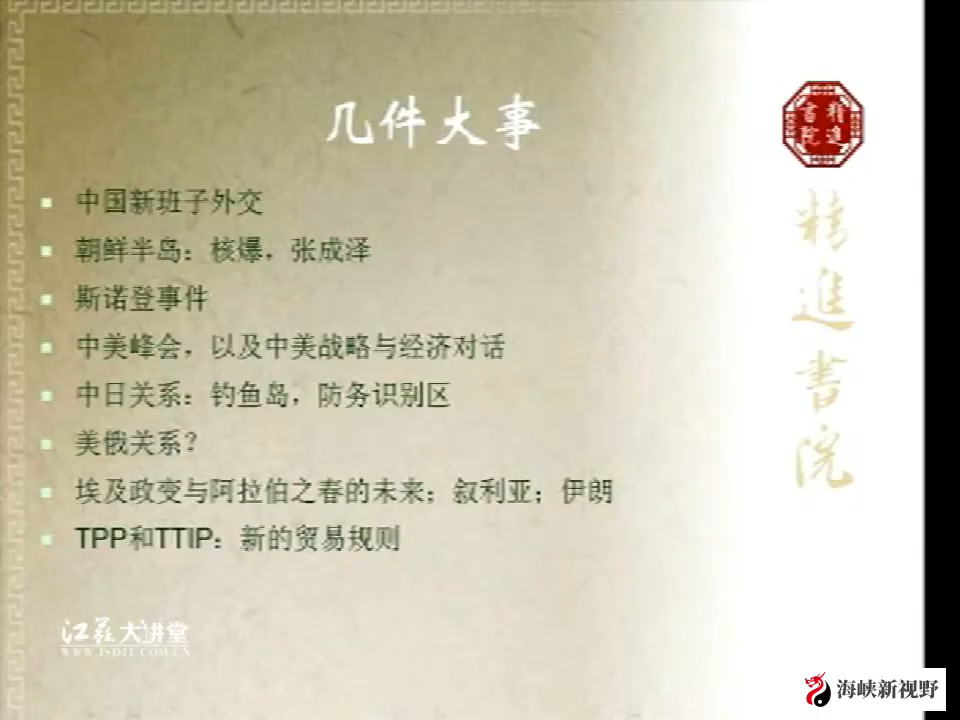 几件大事
中国新班子外交
朝鲜半岛：核爆，张成泽
斯诺登事件
中美峰会，以及中美战略与经济对话
中日关系：钓鱼岛，防务识别区
美俄关系？
埃及政变与阿拉伯之春的未来；叙利亚；伊朗
TPP和TTIP：新的贸易规则
精進書院
精進書院
江苏大讲堂
WWW.JSDJT.COM.CN
海峡新视野